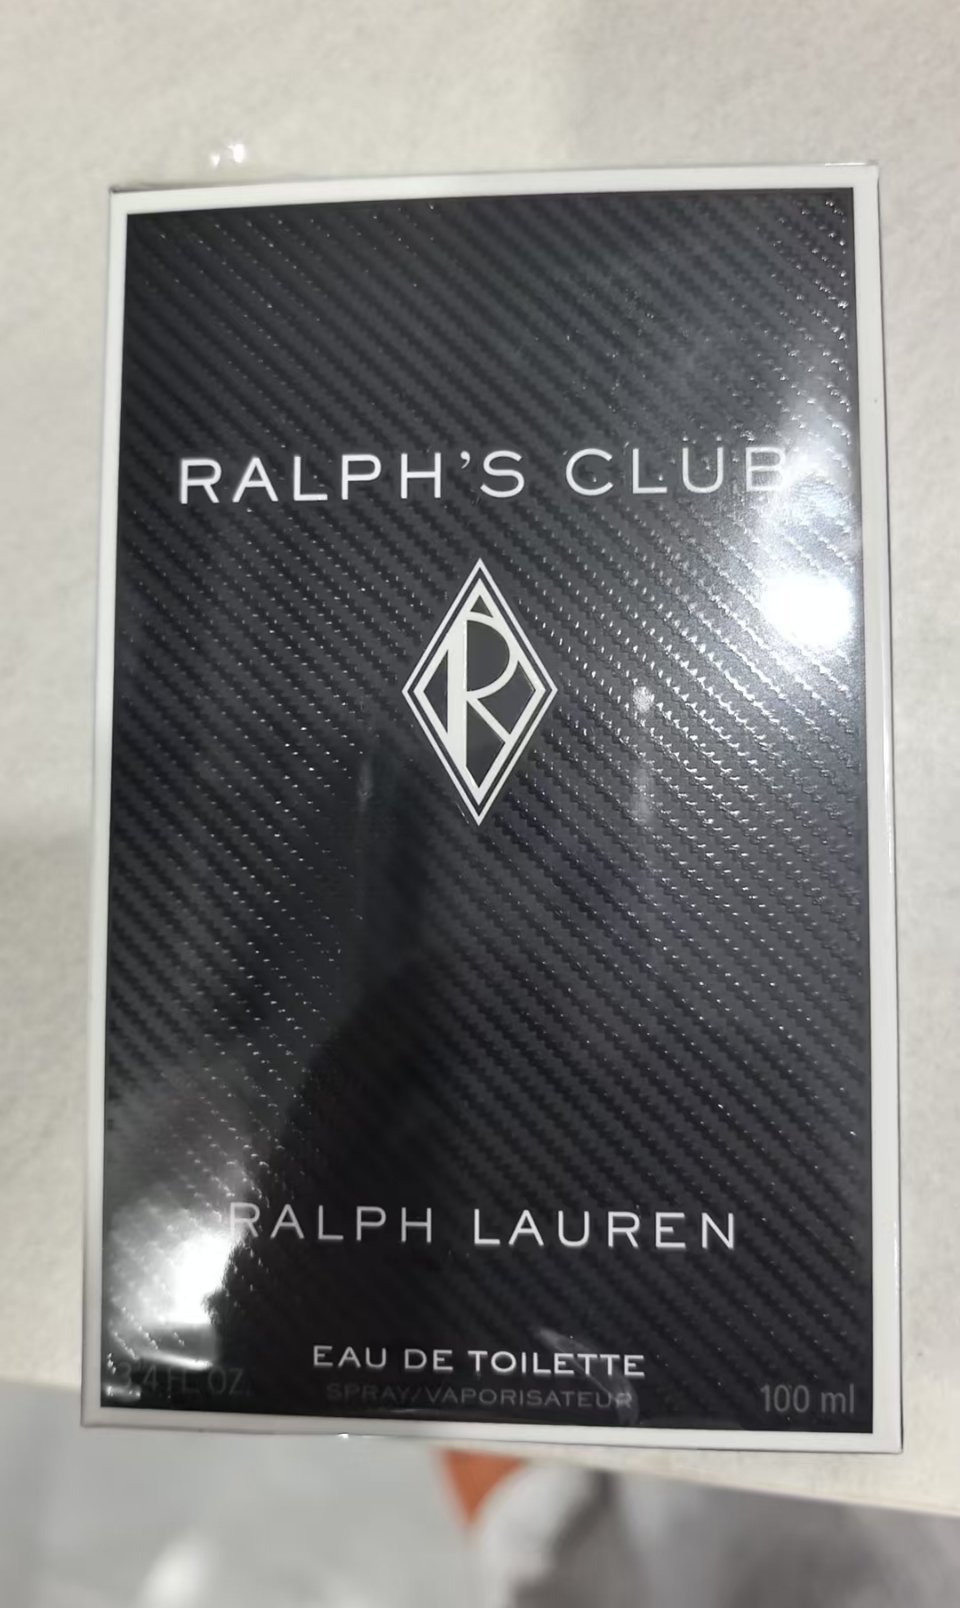 RALPH'S CLUB
R
RALPH LAUREN
EAU DE TOILETTE
3.4 FL. OZ. SPRAY/VAPORISATEUR 100 ml